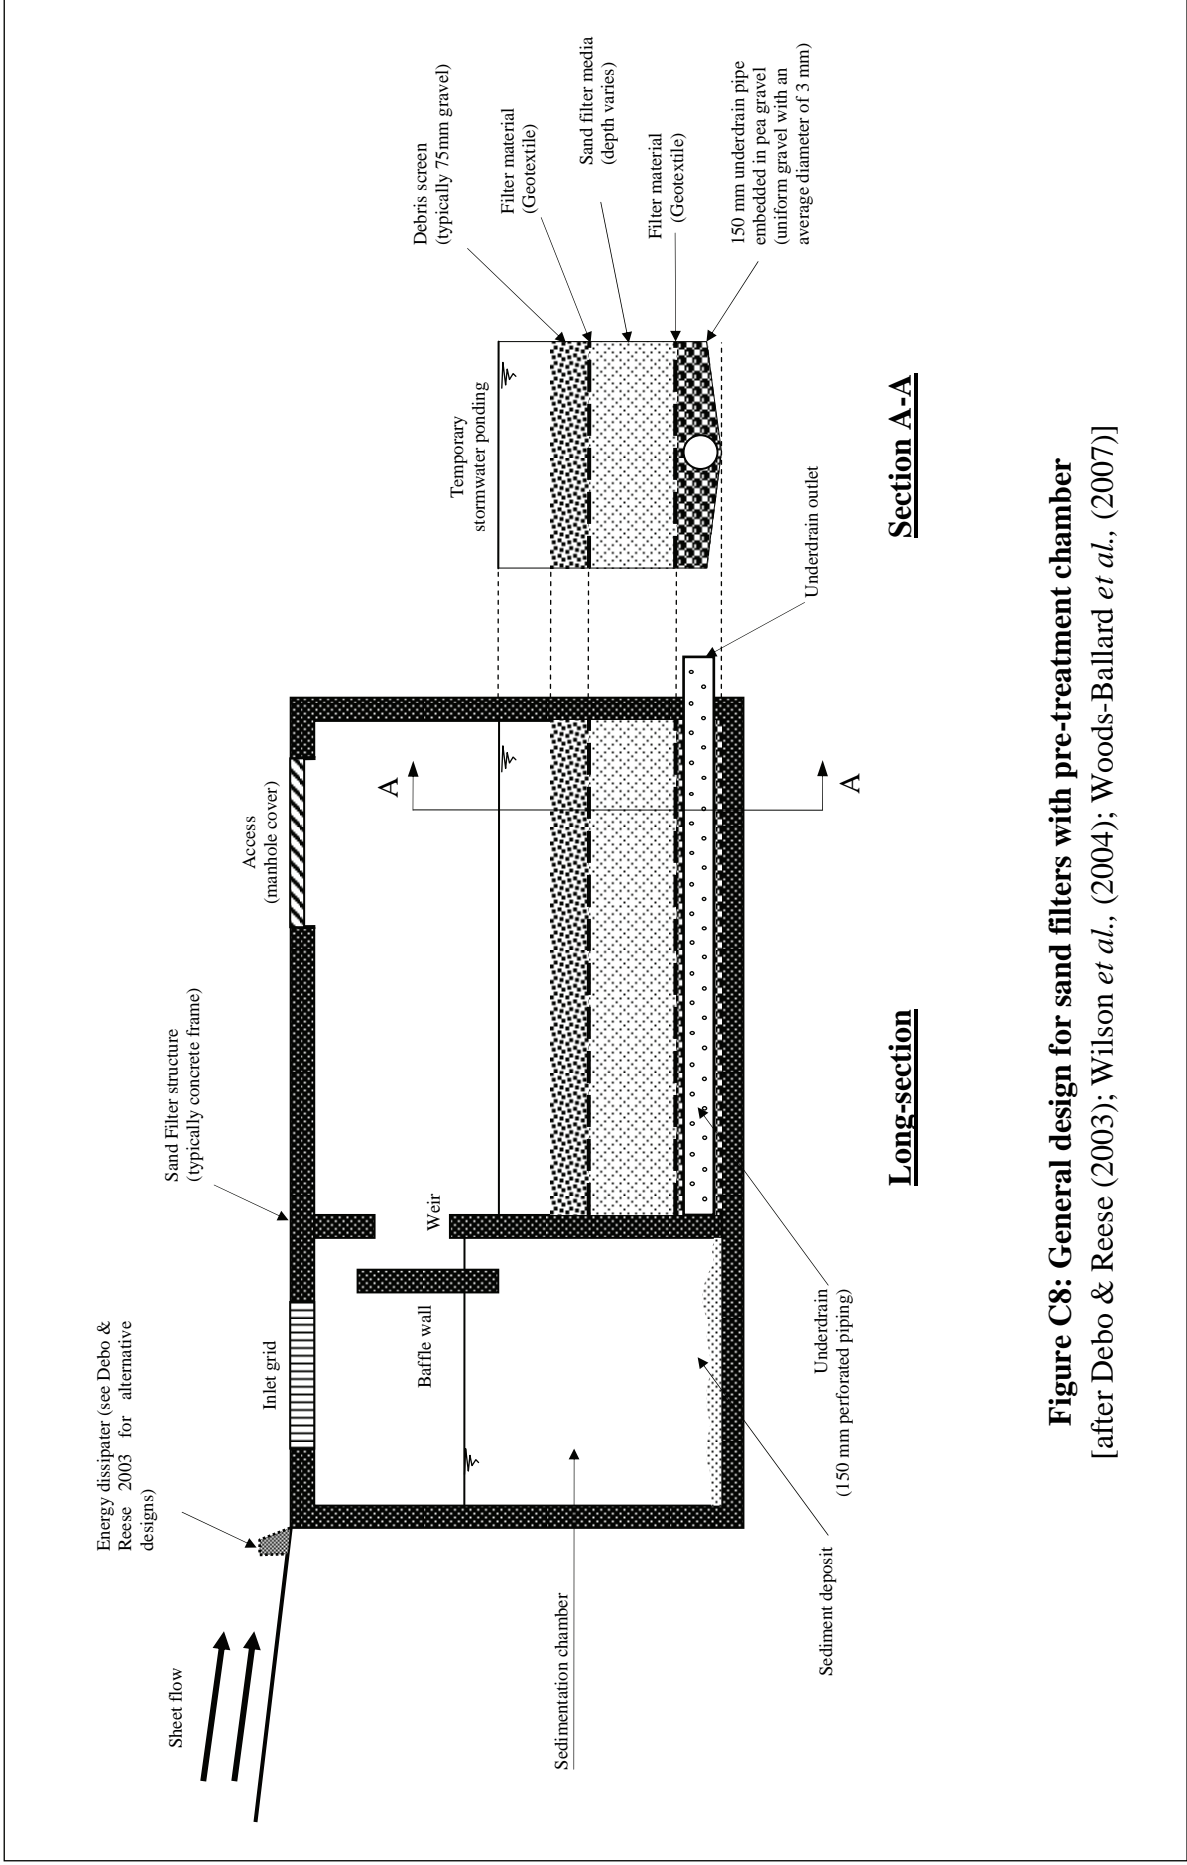 Sheet flow
Energy dissipater (see Debo &
Reese 2003 for alternative
designs)
Inlet grid
Sand Filter structure
(typically concrete frame)
Access
(manhole cover)
Baffle wall
Weir
A
A
Temporary
stormwater ponding
Debris screen
(typically 75mm gravel)
Filter material
(Geotextile)
Sand filter media
(depth varies)
Filter material
(Geotextile)
150 mm underdrain pipe
embedded in pea gravel
(uniform gravel with an
average diameter of 3 mm)
Sedimentation chamber
Sediment deposit
Underdrain
(150 mm perforated piping)
Underdrain outlet
Long-section
Section A-A
Figure C8: General design for sand filters with pre-treatment chamber
[after Debo & Reese (2003); Wilson et al., (2004); Woods-Ballard et al., (2007)]